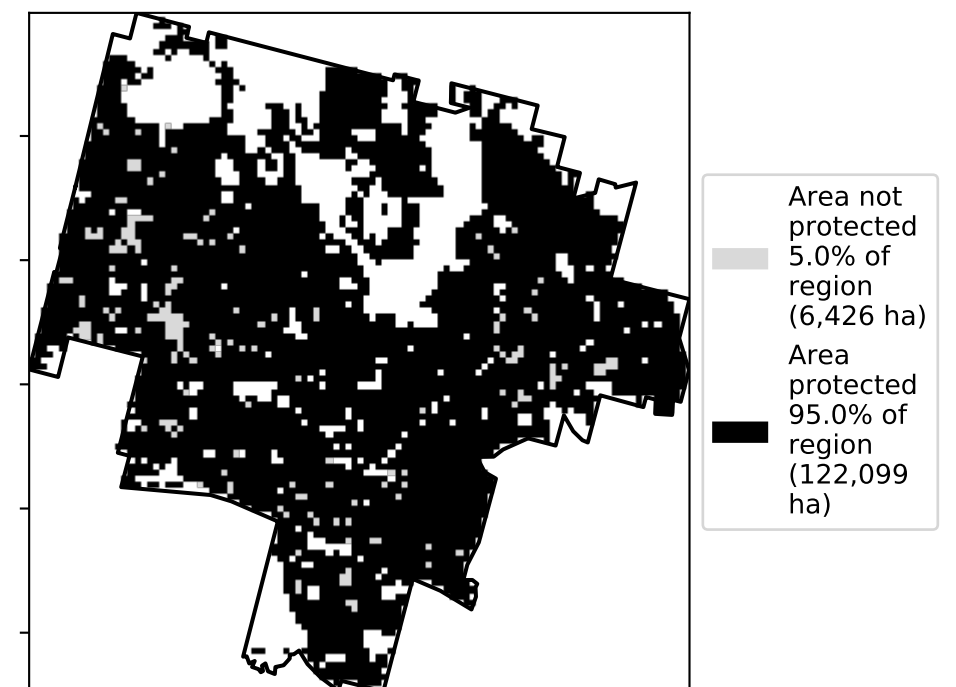 Area not
protected
5.0% of
region
(6,426 ha)
Area
protected
95.0% of
region
(122,099
ha)